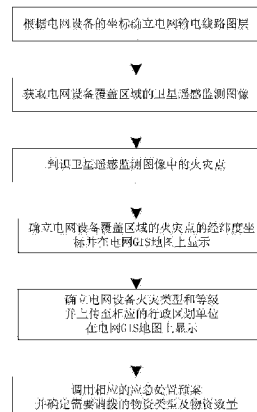 根据电网设备的坐标确立电网输电线路图层
获取电网设备覆盖区域的卫星遥感监测图像
判识卫星遥感监测图像中的火灾点
确立电网设备覆盖区域的火灾点的经纬度坐
标并在电网GIS地图上显示
确立电网设备火灾类型和等级
并上传至相应的行政区划单位
在电网GIS地图上显示
调用相应的应急处置预案
并确定需要调拨的物资类型及物资数量